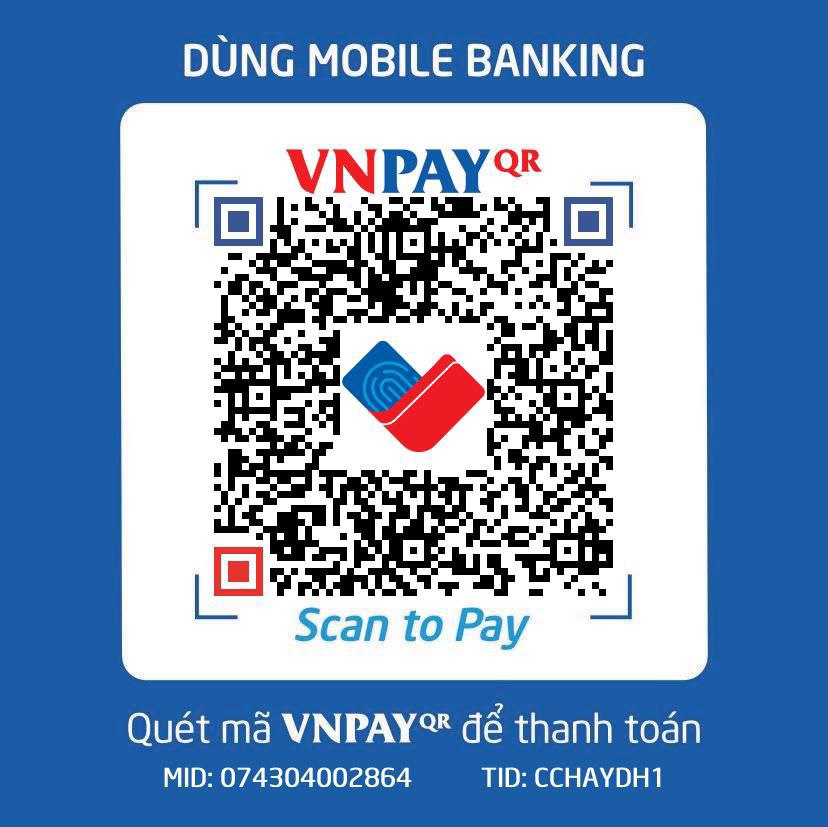 DÙNG MOBILE BANKING
VNPAYQR
Scan to Pay
Quét mã VNPAYQR để thanh toán
MID: 074304002864 TID: CCHAYDH1